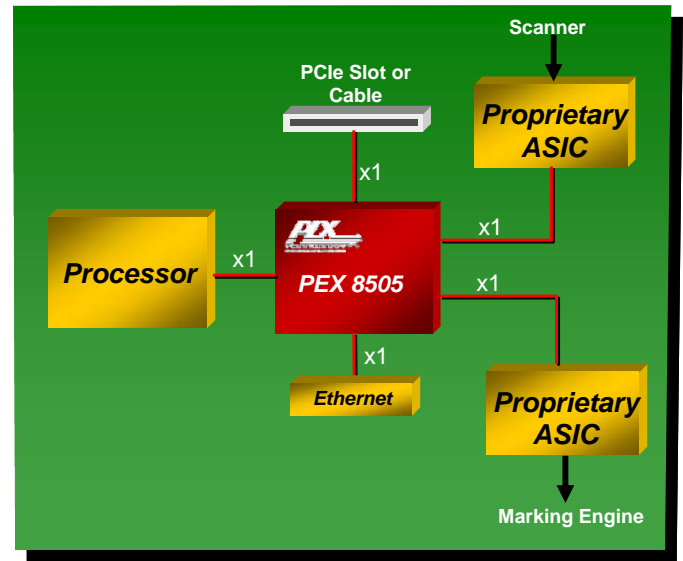 Scanner
PCIe Slot or
Cable
Proprietary
ASIC
x1
x1
x1
PLX
Processor
PEX 8505
x1
x1
Ethernet
Proprietary
ASIC
Marking Engine